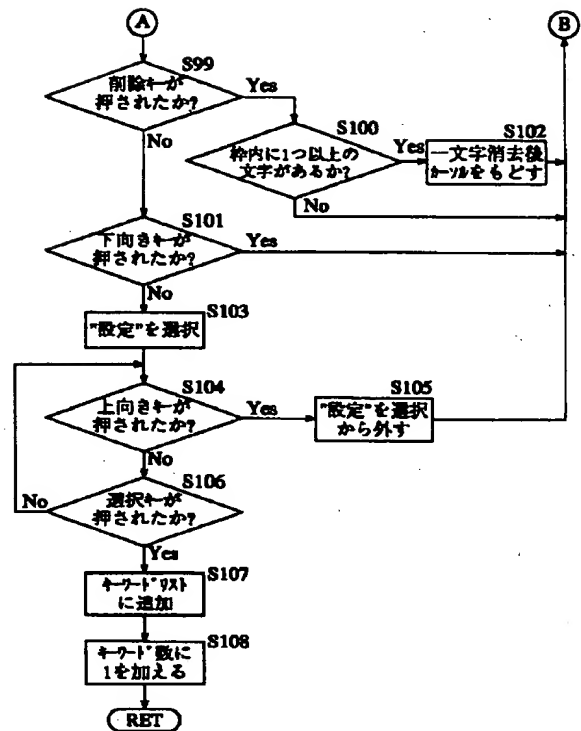 A
B
S99
削除キーが
押されたか?
Yes
No
S100
枠内に1つ以上の
文字があるか?
Yes
No
S102
一文字消去後
カーソルをもどす
S101
下向きキーが
押されたか?
Yes
No
S103
"設定"を選択
S104
上向きキーが
押されたか?
Yes
No
S105
"設定"を選択
から外す
S106
選択キーが
押されたか?
No
Yes
S107
キーワードリスト
に追加
S108
キーワード数に
1を加える
RET